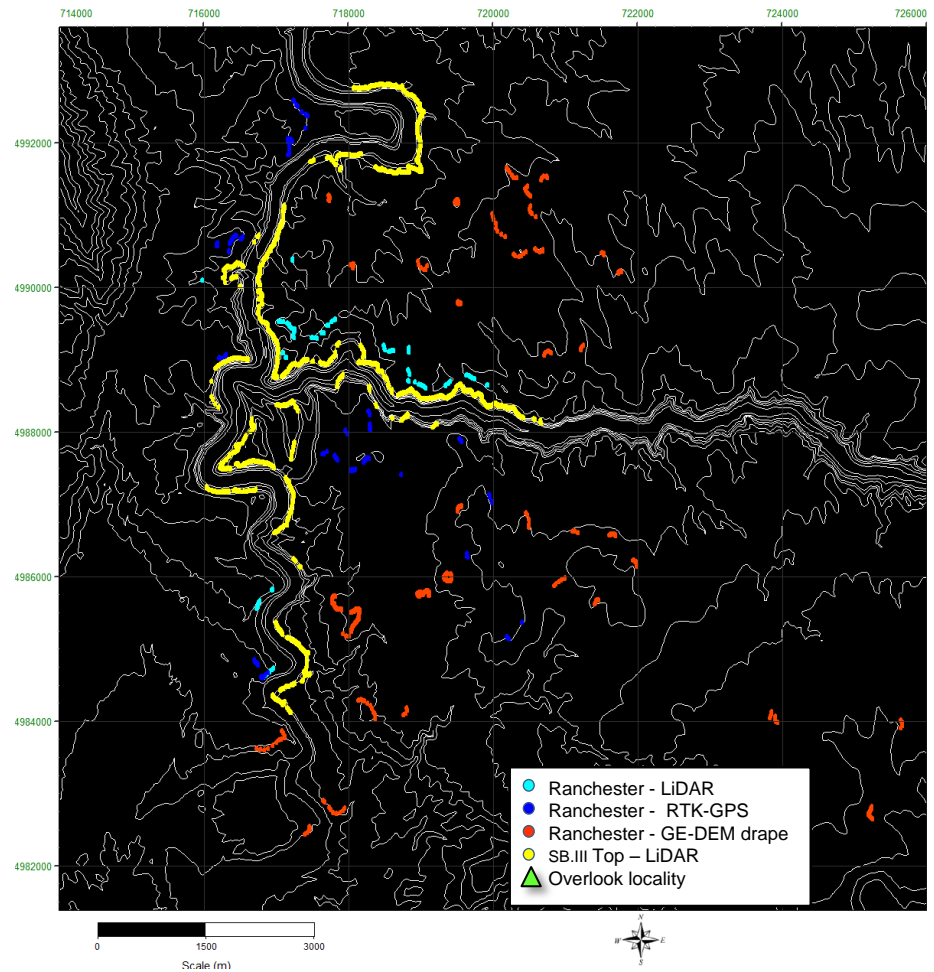 714000 716000 718000 720000 722000 724000 726000
4992000
4990000
4988000
4986000
4984000
4982000
Ranchester - LiDAR
Ranchester - RTK-GPS
Ranchester - GE-DEM drape
SB.III Top – LiDAR
Overlook locality
0 1500 3000
Scale (m)
N
W E
S